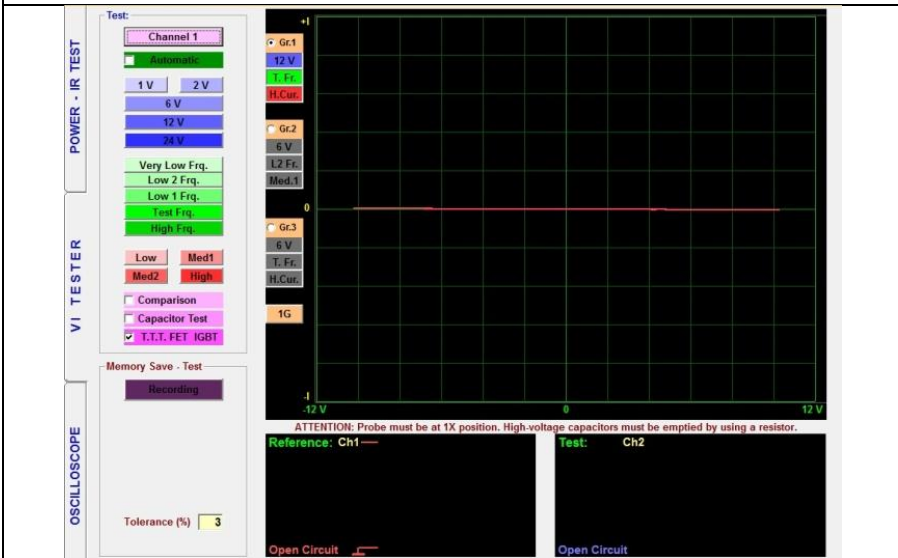 POWER - IR TEST
VI TESTER
OSCILLOSCOPE
Test:
Channel 1
Automatic
1 V 2 V
6 V
12 V
24 V
Very Low Frq.
Low 2 Frq.
Low 1 Frq.
Test Frq.
High Frq.
Low Med1
Med2 High
Comparison
Capacitor Test
T.T.T. FET IGBT
Memory Save - Test
Recording
Tolerance (%) 3
Gr.1
12 V
T. Fr.
H.Cur.
Gr.2
6 V
L2 Fr.
Med.1
Gr.3
6 V
T. Fr.
H.Cur.
1G
+I
0
-I
-12 V 0 12 V
ATTENTION: Probe must be at 1X position. High-voltage capacitors must be emptied by using a resistor.
Reference: Ch1
Open Circuit
Test: Ch2
Open Circuit